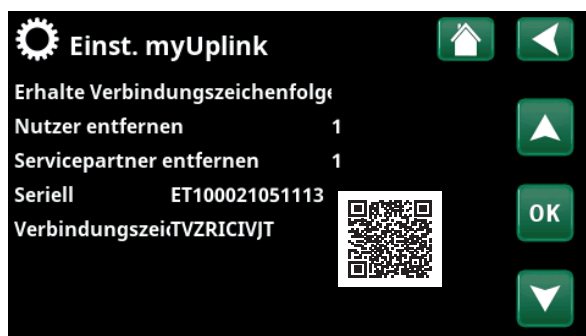 Einst. myUplink
Erhalte Verbindungszeichenfolge
Nutzer entfernen 1
Servicepartner entfernen 1
Seriell ET100021051113
Verbindungszei TVZRICIVJT
OK